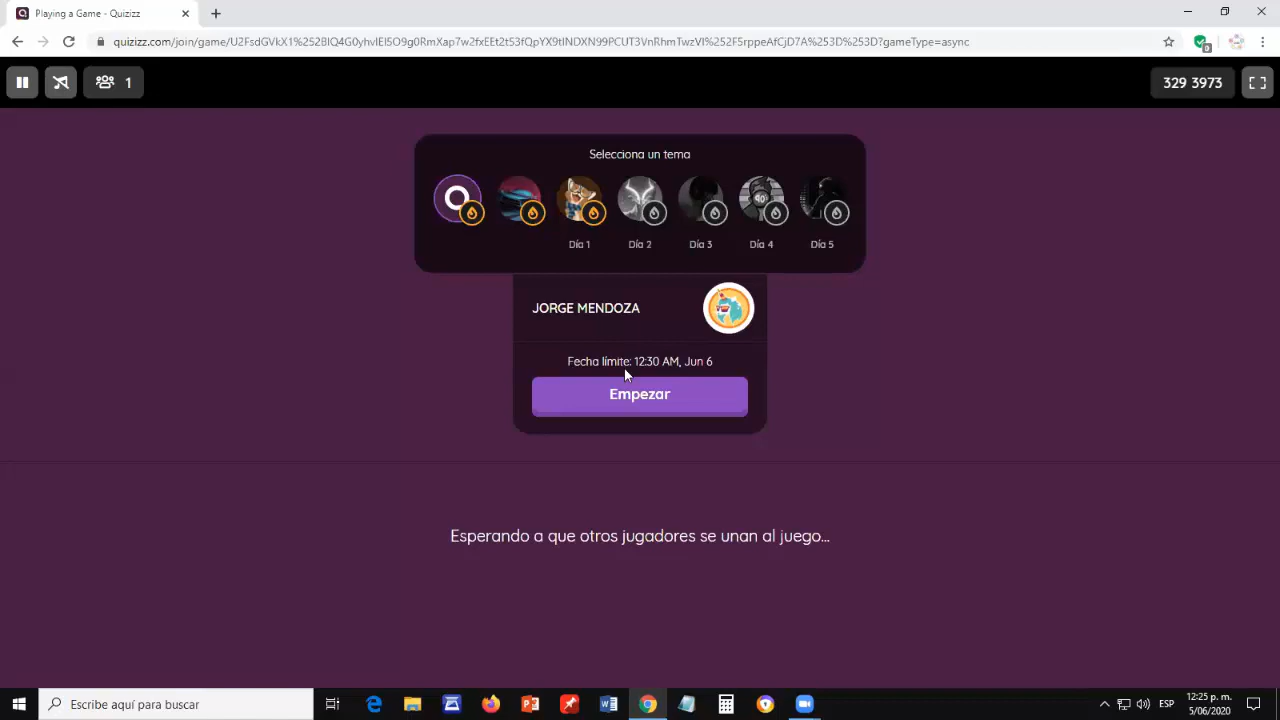 Playing a Game - Quizizz
quizizz.com/join/game/U2FsdGVkX1%252BIQ4G0yhvlEI5O9g0RmXap7w2fxEEt2tS3fOpYX9tlNDXN99PCUT3VnRhmTwzVI%252F5rppeAfCjD7A%253D%253D?gameType=async
1
329 3973
Selecciona un tema
Día 1 Día 2 Día 3 Día 4 Día 5
JORGE MENDOZA
Fecha límite: 12:30 AM, Jun 6
Empezar
Esperando a que otros jugadores se unan al juego...
Escribe aquí para buscar
ESP
12:25 p. m.
5/06/2020